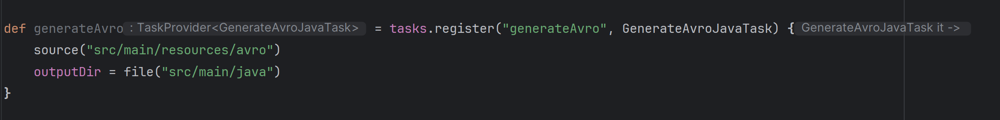 def generateAvro : TaskProvider<GenerateAvroJavaTask> = tasks.register("generateAvro", GenerateAvroJavaTask) { GenerateAvroJavaTask it ->
    source("src/main/resources/avro")
    outputDir = file("src/main/java")
}